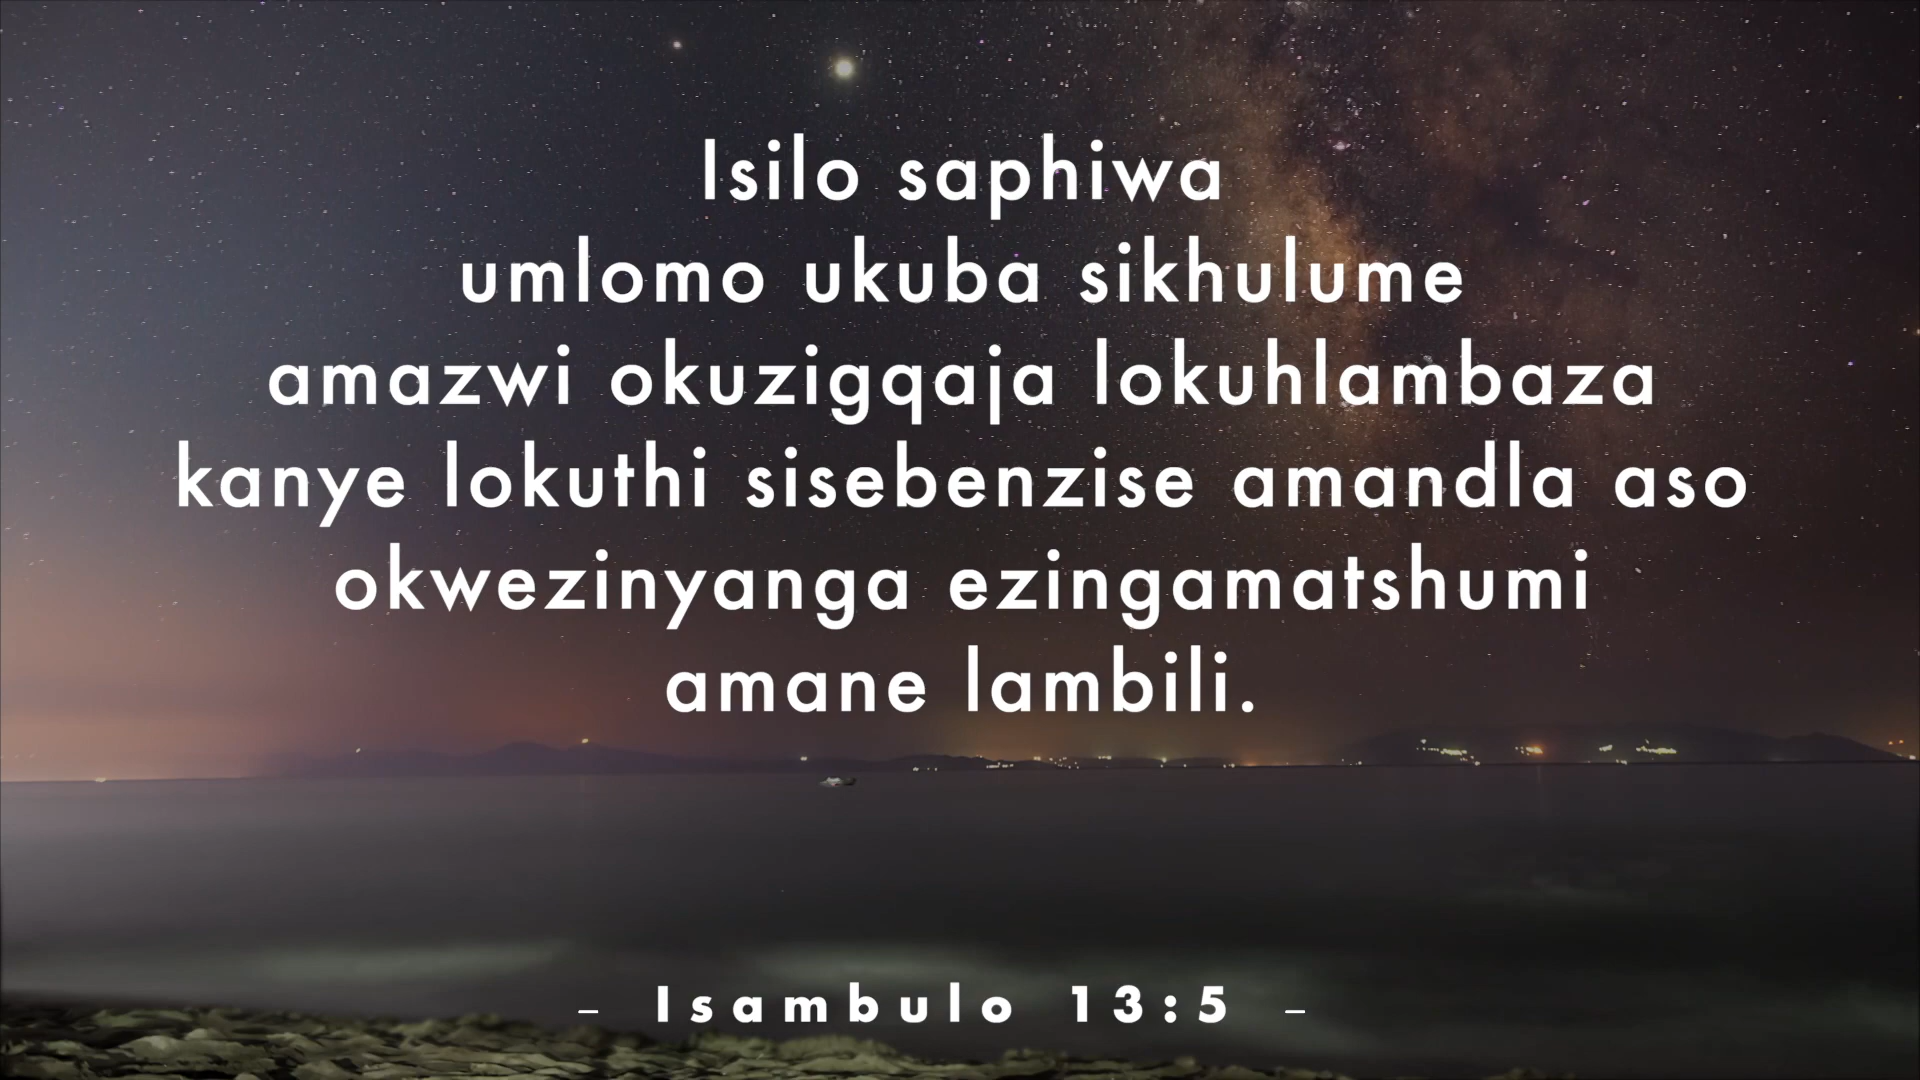 Isilo saphiwa
umlomo ukuba sikhulume
amazwi okuzigqaja lokuhlambaza
kanye lokuthi sisebenzise amandla aso
okwezinyanga ezingamatshumi
amane lambili.
– Isambulo 13:5 –